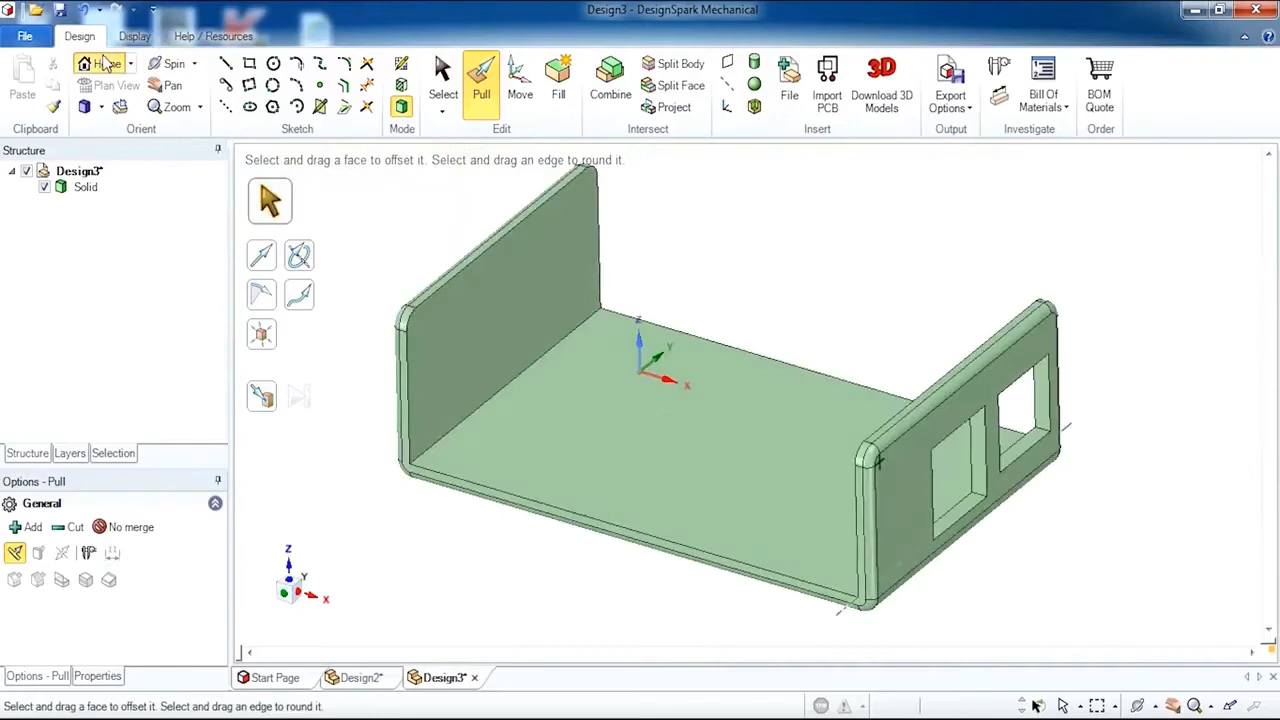 Design3* - DesignSpark Mechanical
File Design Display Help / Resources
Paste
Home
Plan View
Spin
Pan
Zoom
Select
Pull
Move
Fill
Combine
Split Body
Split Face
Project
File
Import PCB
3D
Download 3D Models
Export Options
Bill Of Materials
BOM Quote
Clipboard Orient Sketch Mode Edit Intersect Insert Output Investigate Order
Structure
Design3*
Solid
Select and drag a face to offset it. Select and drag an edge to round it.
Z
Y
X
Structure Layers Selection
Options - Pull
General
Add Cut No merge
Z
Y
X
Options - Pull Properties
Start Page Design2* Design3*
Select and drag a face to offset it. Select and drag an edge to round it.